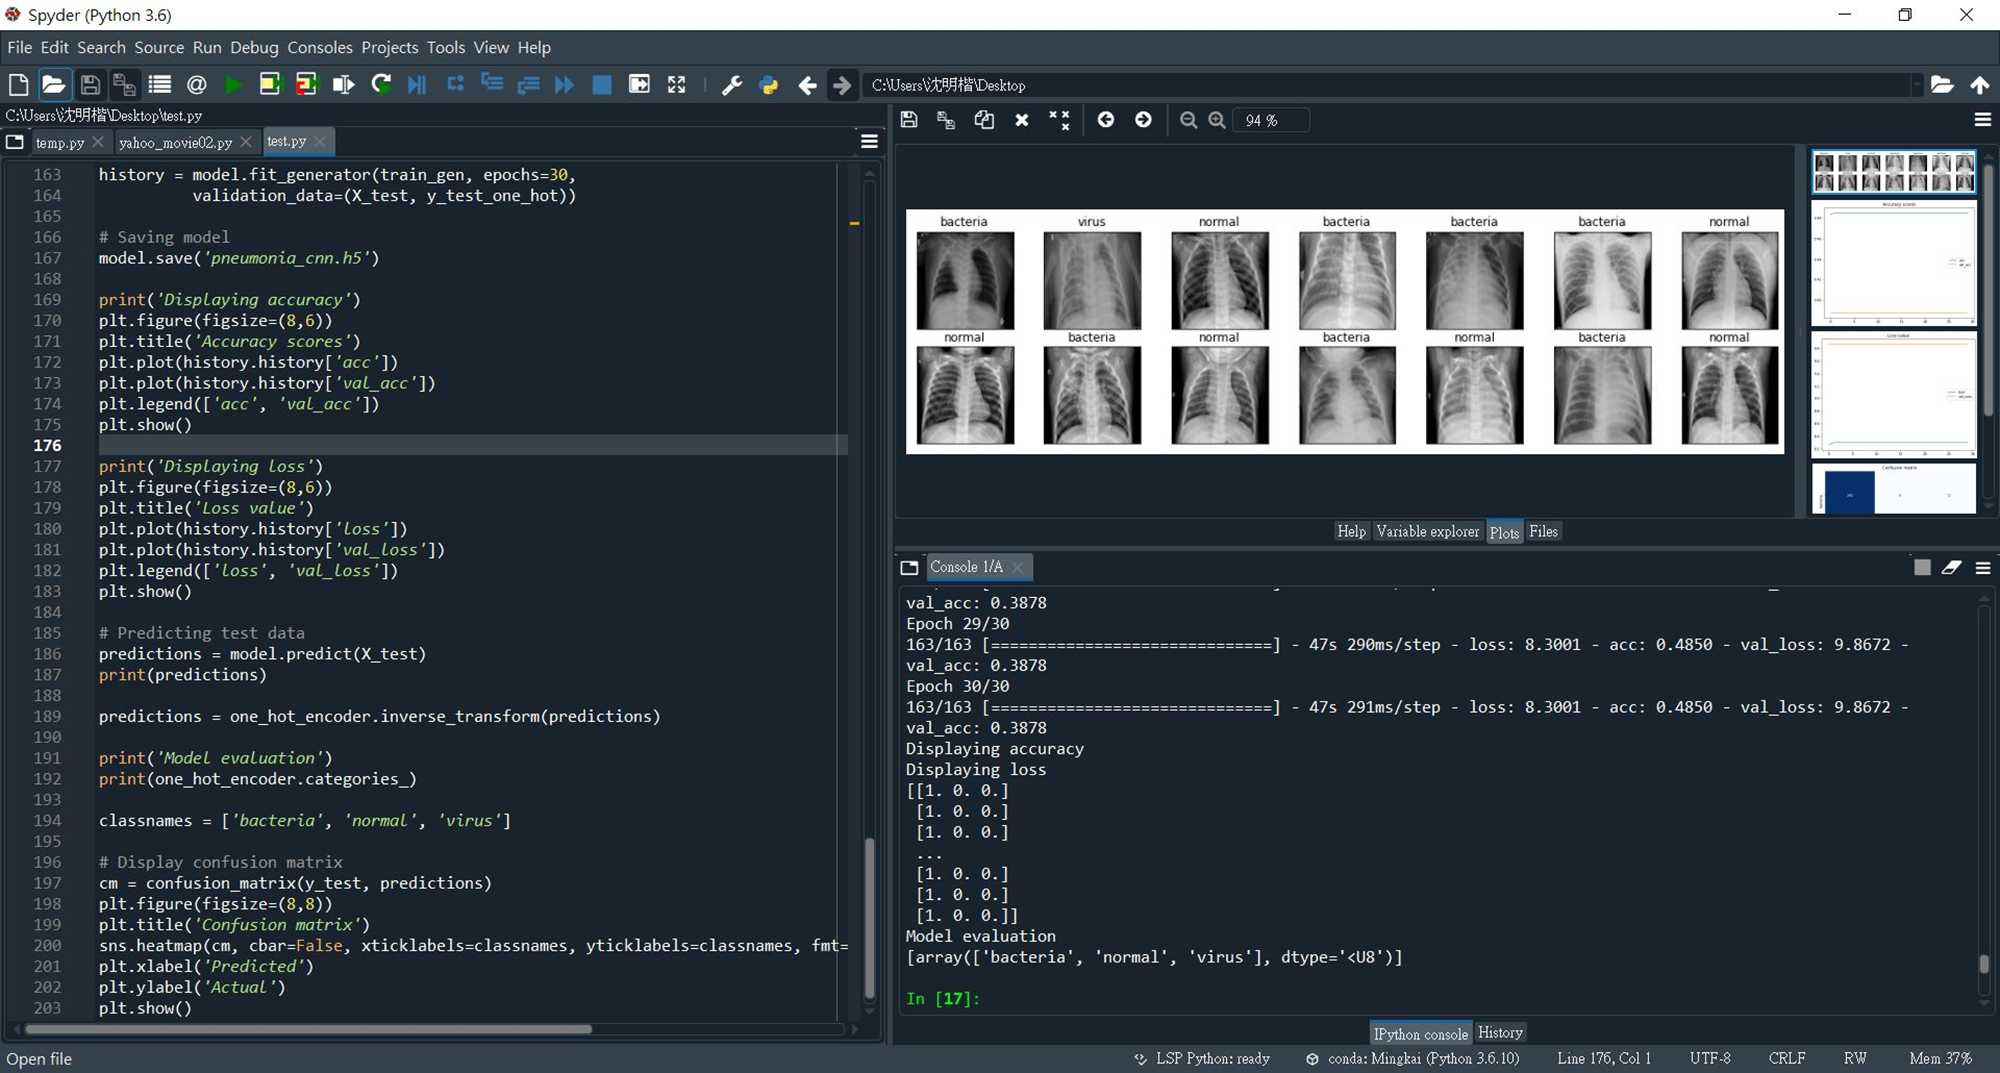 Spyder (Python 3.6)
File Edit Search Source Run Debug Consoles Projects Tools View Help
C:\Users\沈明楷\Desktop
C:\Users\沈明楷\Desktop\test.py
temp.py
yahoo_movie02.py
test.py
163 history = model.fit_generator(train_gen, epochs=30,
164 validation_data=(X_test, y_test_one_hot))
165
166 # Saving model
167 model.save('pneumonia_cnn.h5')
168
169 print('Displaying accuracy')
170 plt.figure(figsize=(8,6))
171 plt.title('Accuracy scores')
172 plt.plot(history.history['acc'])
173 plt.plot(history.history['val_acc'])
174 plt.legend(['acc', 'val_acc'])
175 plt.show()
176
177 print('Displaying loss')
178 plt.figure(figsize=(8,6))
179 plt.title('Loss value')
180 plt.plot(history.history['loss'])
181 plt.plot(history.history['val_loss'])
182 plt.legend(['loss', 'val_loss'])
183 plt.show()
184
185 # Predicting test data
186 predictions = model.predict(X_test)
187 print(predictions)
188
189 predictions = one_hot_encoder.inverse_transform(predictions)
190
191 print('Model evaluation')
192 print(one_hot_encoder.categories_)
193
194 classnames = ['bacteria', 'normal', 'virus']
195
196 # Display confusion matrix
197 cm = confusion_matrix(y_test, predictions)
198 plt.figure(figsize=(8,8))
199 plt.title('Confusion matrix')
200 sns.heatmap(cm, cbar=False, xticklabels=classnames, yticklabels=classnames, fmt=
201 plt.xlabel('Predicted')
202 plt.ylabel('Actual')
203 plt.show()
94 %
bacteria virus normal bacteria bacteria bacteria normal
normal bacteria normal bacteria normal bacteria normal
Accuracy scores
Loss value
Confusion matrix
Help Variable explorer Plots Files
Console 1/A
val_acc: 0.3878
Epoch 29/30
163/163 [==============================] - 47s 290ms/step - loss: 8.3001 - acc: 0.4850 - val_loss: 9.8672 -
val_acc: 0.3878
Epoch 30/30
163/163 [==============================] - 47s 291ms/step - loss: 8.3001 - acc: 0.4850 - val_loss: 9.8672 -
val_acc: 0.3878
Displaying accuracy
Displaying loss
[[1. 0. 0.]
[1. 0. 0.]
[1. 0. 0.]
...
[1. 0. 0.]
[1. 0. 0.]
[1. 0. 0.]]
Model evaluation
[array(['bacteria', 'normal', 'virus'], dtype='<U8')]
In [17]:
IPython console History
Open file
LSP Python: ready conda: Mingkai (Python 3.6.10) Line 176, Col 1 UTF-8 CRLF RW Mem 37%